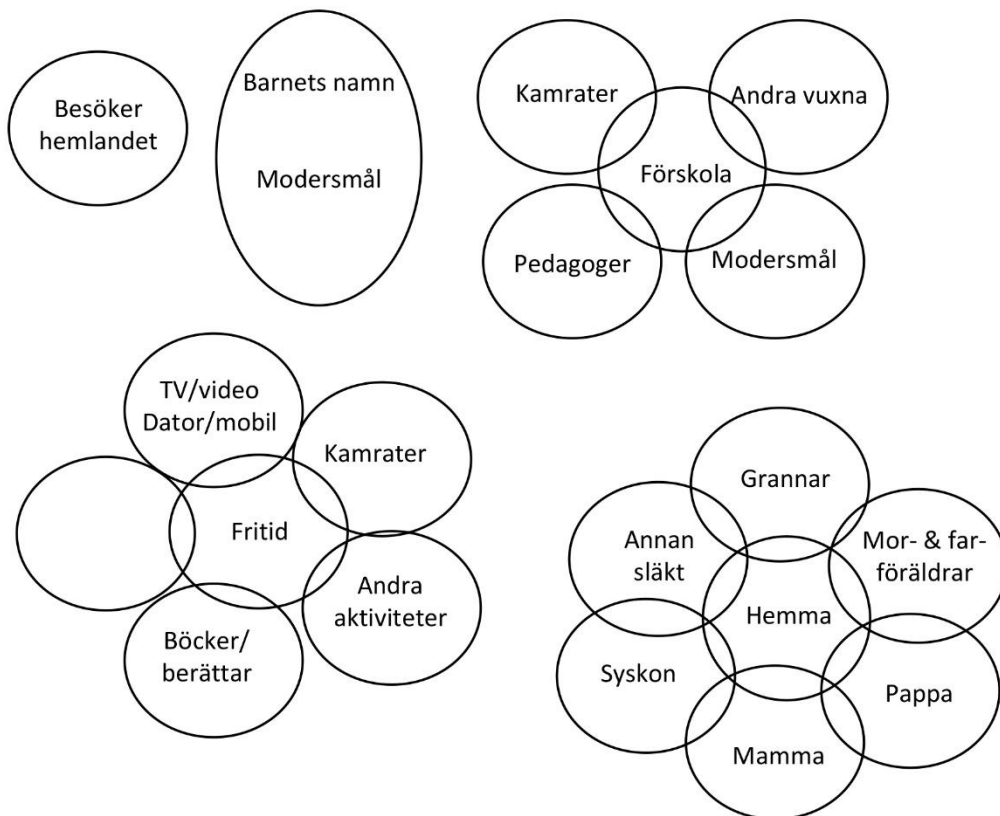 Besöker
hemlandet
Barnets namn
Modersmål
Kamrater
Andra vuxna
Förskola
Pedagoger
Modersmål
TV/video
Dator/mobil
Kamrater
Fritid
Andra
aktiviteter
Böcker/
berättar
Grannar
Annan
släkt
Mor- & far-
föräldrar
Hemma
Syskon
Pappa
Mamma